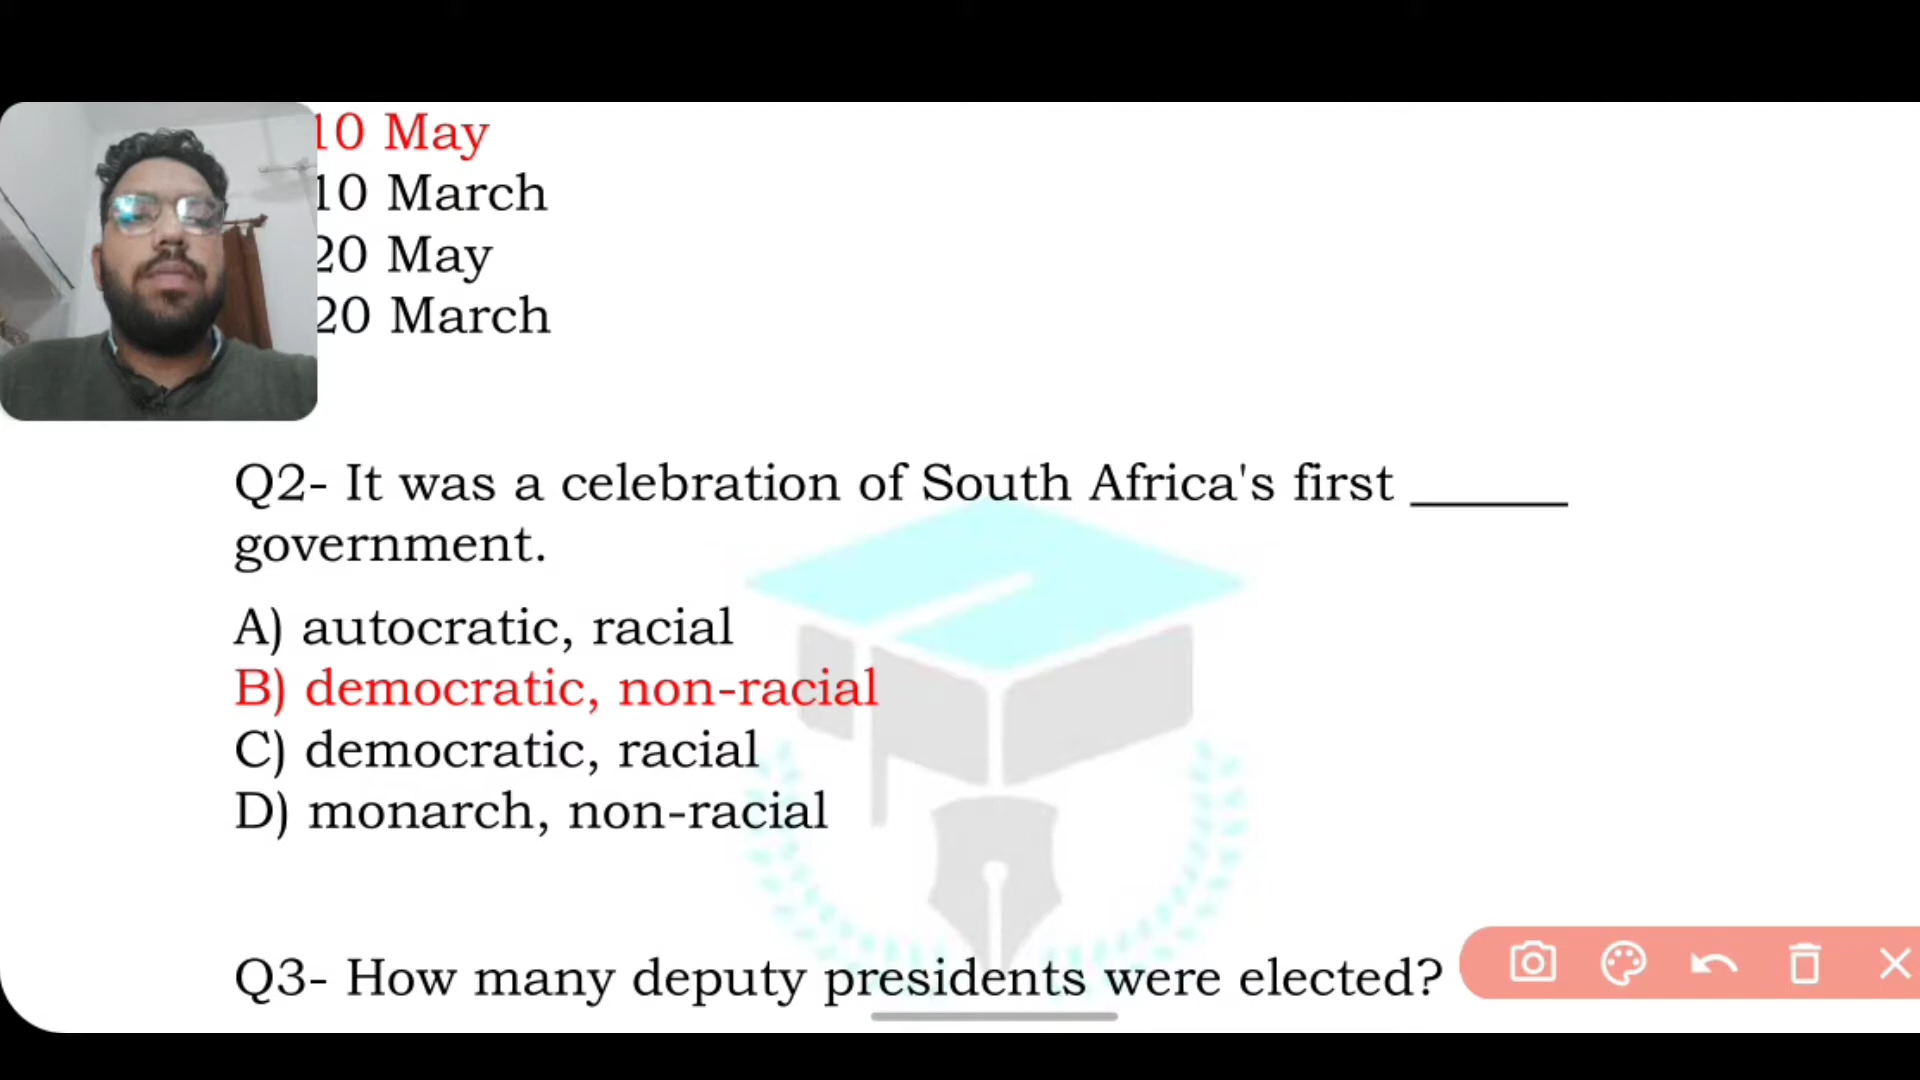 10 May
10 March
20 May
20 March
Q2- It was a celebration of South Africa's first ______
government.
A) autocratic, racial
B) democratic, non-racial
C) democratic, racial
D) monarch, non-racial
Q3- How many deputy presidents were elected?